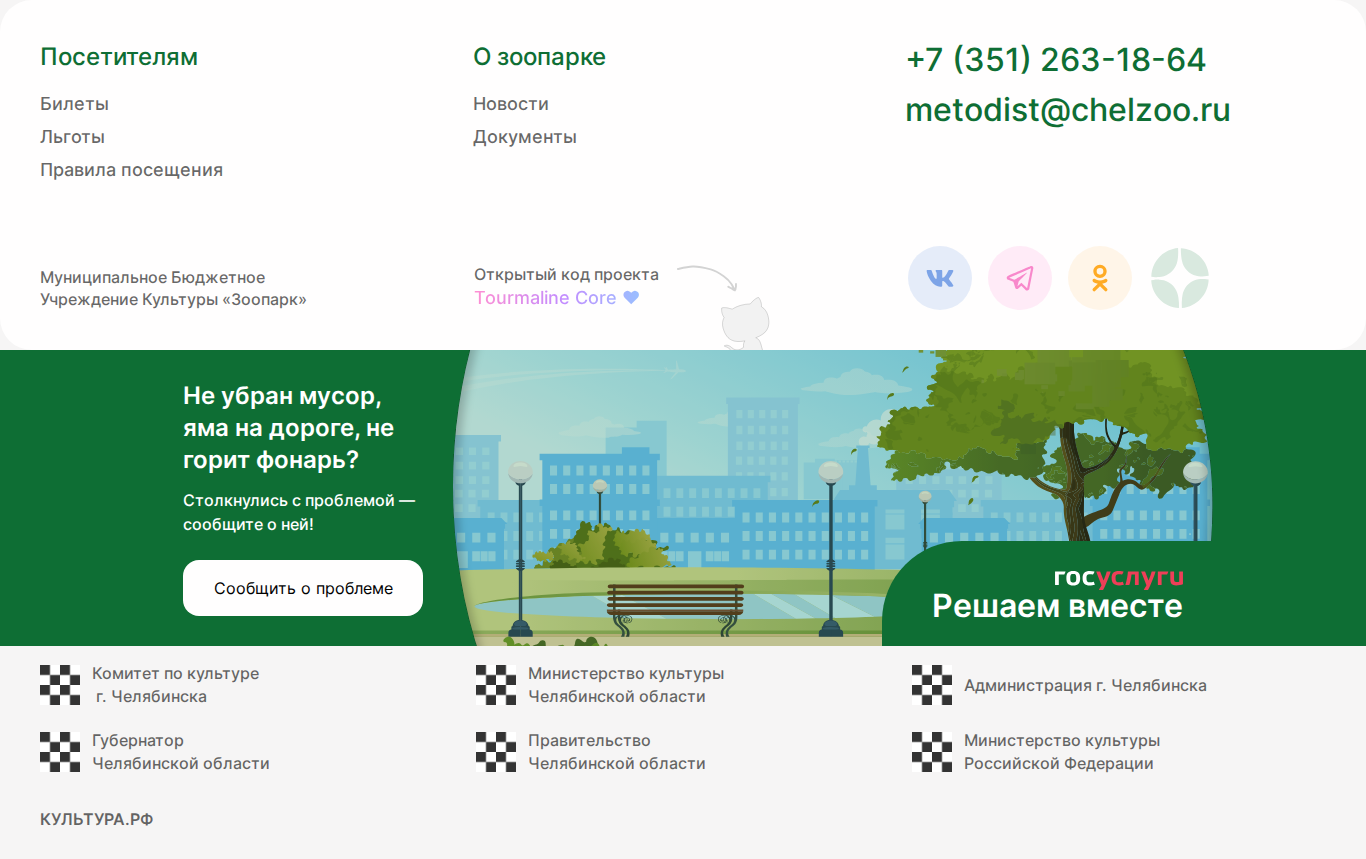 Посетителям
Билеты
Льготы
Правила посещения
О зоопарке
Новости
Документы
+7 (351) 263-18-64
metodist@chelzoo.ru
Муниципальное Бюджетное
Учреждение Культуры «Зоопарк»
Открытый код проекта
Tourmaline Core
Не убран мусор,
яма на дороге, не
горит фонарь?
Столкнулись с проблемой —
сообщите о ней!
Сообщить о проблеме
госуслуги
Решаем вместе
Комитет по культуре
г. Челябинска
Министерство культуры
Челябинской области
Администрация г. Челябинска
Губернатор
Челябинской области
Правительство
Челябинской области
Министерство культуры
Российской Федерации
КУЛЬТУРА.РФ